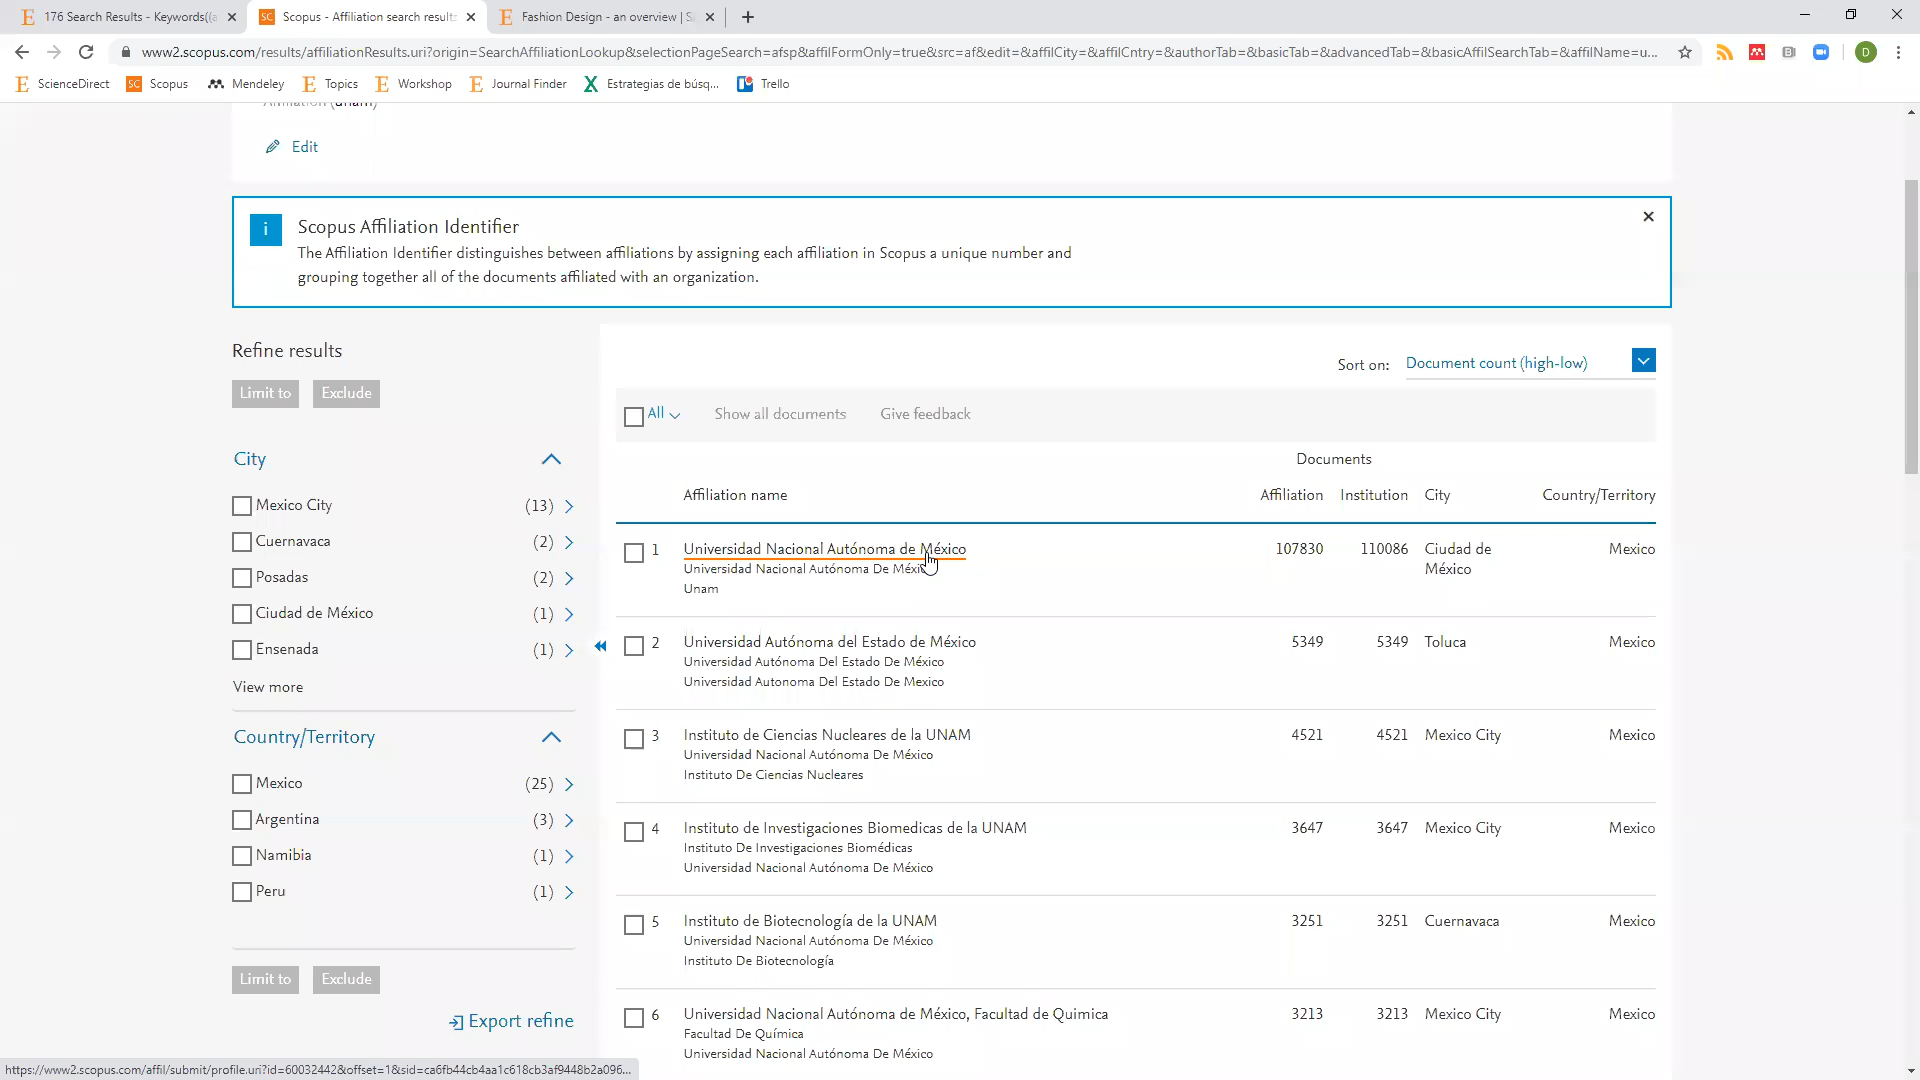 176 Search Results - Keywords((a
Scopus - Affiliation search results
Fashion Design - an overview | S
www2.scopus.com/results/affiliationResults.uri?origin=SearchAffiliationLookup&selectionPageSearch=afsp&affilFormOnly=true&src=af&edit=&affilCity=&affilCntry=&authorTab=&basicTab=&advancedTab=&basicAffilSearchTab=&affilName=u...
D
ScienceDirect
Scopus
Mendeley
Topics
Workshop
Journal Finder
Estrategias de búsq...
Trello
Affiliation (unam)
Edit
Scopus Affiliation Identifier
The Affiliation Identifier distinguishes between affiliations by assigning each affiliation in Scopus a unique number and
grouping together all of the documents affiliated with an organization.
Refine results
Limit to Exclude
City
Mexico City (13)
Cuernavaca (2)
Posadas (2)
Ciudad de México (1)
Ensenada (1)
View more
Country/Territory
Mexico (25)
Argentina (3)
Namibia (1)
Peru (1)
Limit to Exclude
Export refine
Sort on: Document count (high-low)
All Show all documents Give feedback
Documents
Affiliation name Affiliation Institution City Country/Territory
1 Universidad Nacional Autónoma de México 107830 110086 Ciudad de México Mexico
Universidad Nacional Autónoma De México
Unam
2 Universidad Autónoma del Estado de México 5349 5349 Toluca Mexico
Universidad Autónoma Del Estado De México
Universidad Autonoma Del Estado De Mexico
3 Instituto de Ciencias Nucleares de la UNAM 4521 4521 Mexico City Mexico
Universidad Nacional Autónoma De México
Instituto De Ciencias Nucleares
4 Instituto de Investigaciones Biomedicas de la UNAM 3647 3647 Mexico City Mexico
Instituto De Investigaciones Biomédicas
Universidad Nacional Autónoma De México
5 Instituto de Biotecnología de la UNAM 3251 3251 Cuernavaca Mexico
Universidad Nacional Autónoma De México
Instituto De Biotecnología
6 Universidad Nacional Autónoma de México, Facultad de Quimica 3213 3213 Mexico City Mexico
Facultad De Química
Universidad Nacional Autónoma De México
https://www2.scopus.com/affil/submit/profile.uri?id=60032442&offset=1&sid=ca6fb44cb4aa1c618cb3af9448b2a096...